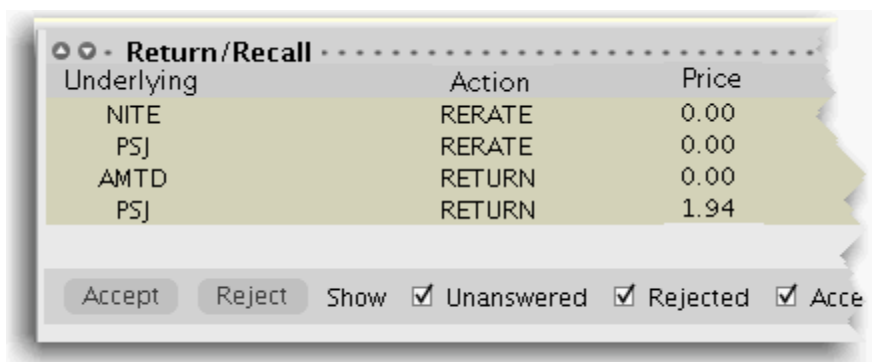 Return/Recall
Underlying Action Price
NITE RERATE 0.00
PSJ RERATE 0.00
AMTD RETURN 0.00
PSJ RETURN 1.94
Accept Reject Show Unanswered Rejected Acce